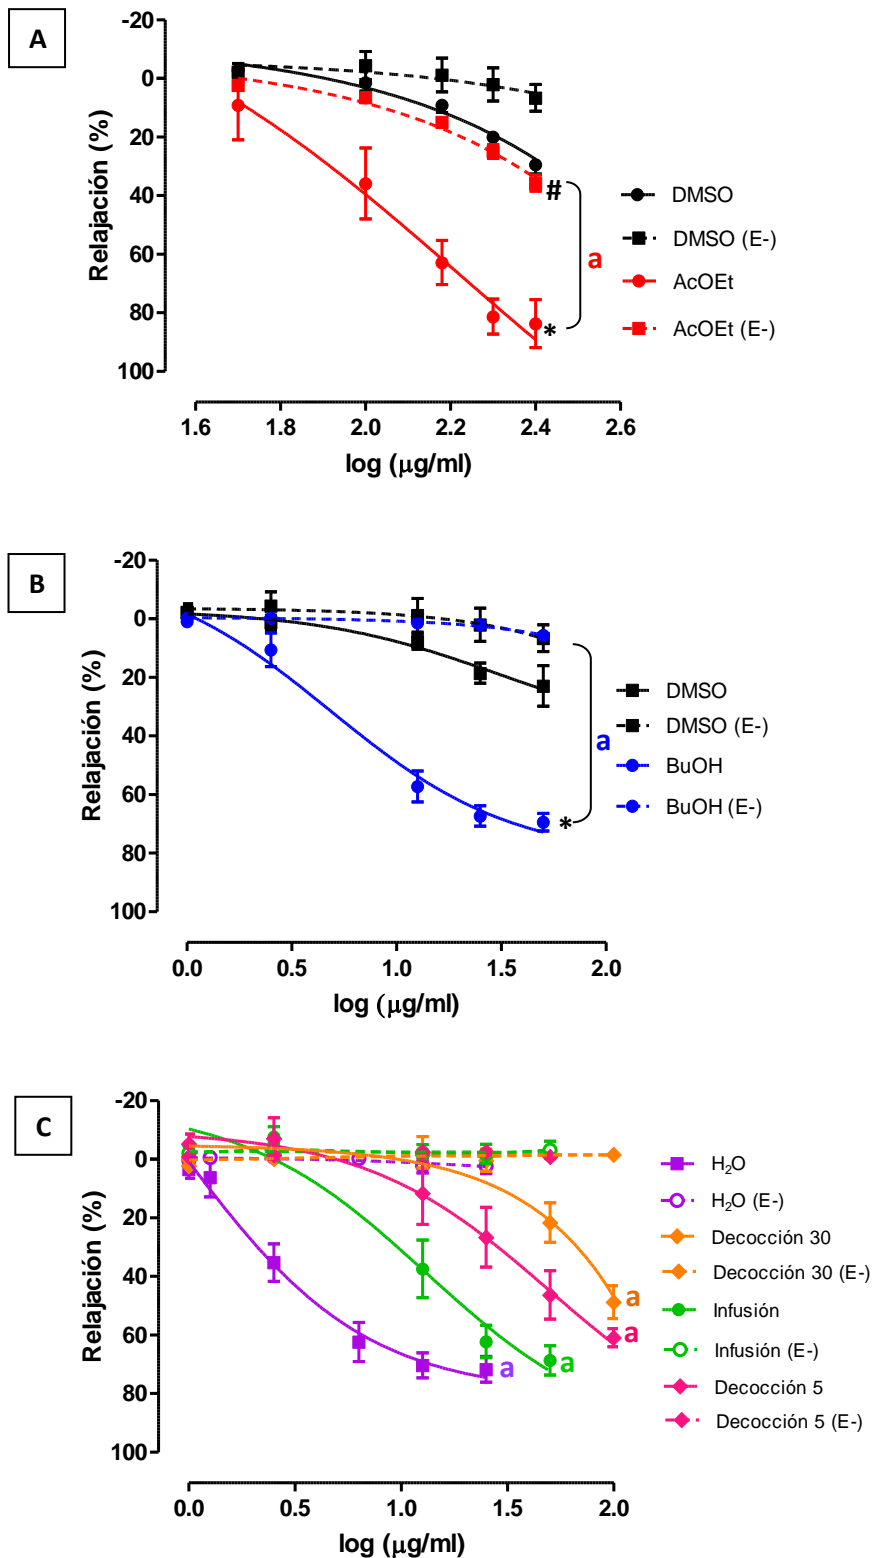 A
-20
0
20
40
60
80
100
Relajación (%)
1.6 1.8 2.0 2.2 2.4 2.6
log (μg/ml)
#
*
a
DMSO
DMSO (E-)
AcOEt
AcOEt (E-)
B
-20
0
20
40
60
80
100
Relajación (%)
0.0 0.5 1.0 1.5 2.0
log (μg/ml)
*
a
DMSO
DMSO (E-)
BuOH
BuOH (E-)
C
-20
0
20
40
60
80
100
Relajación (%)
0.0 0.5 1.0 1.5 2.0
log (μg/ml)
a
a
a
a
H₂O
H₂O (E-)
Decocción 30
Decocción 30 (E-)
Infusión
Infusión (E-)
Decocción 5
Decocción 5 (E-)